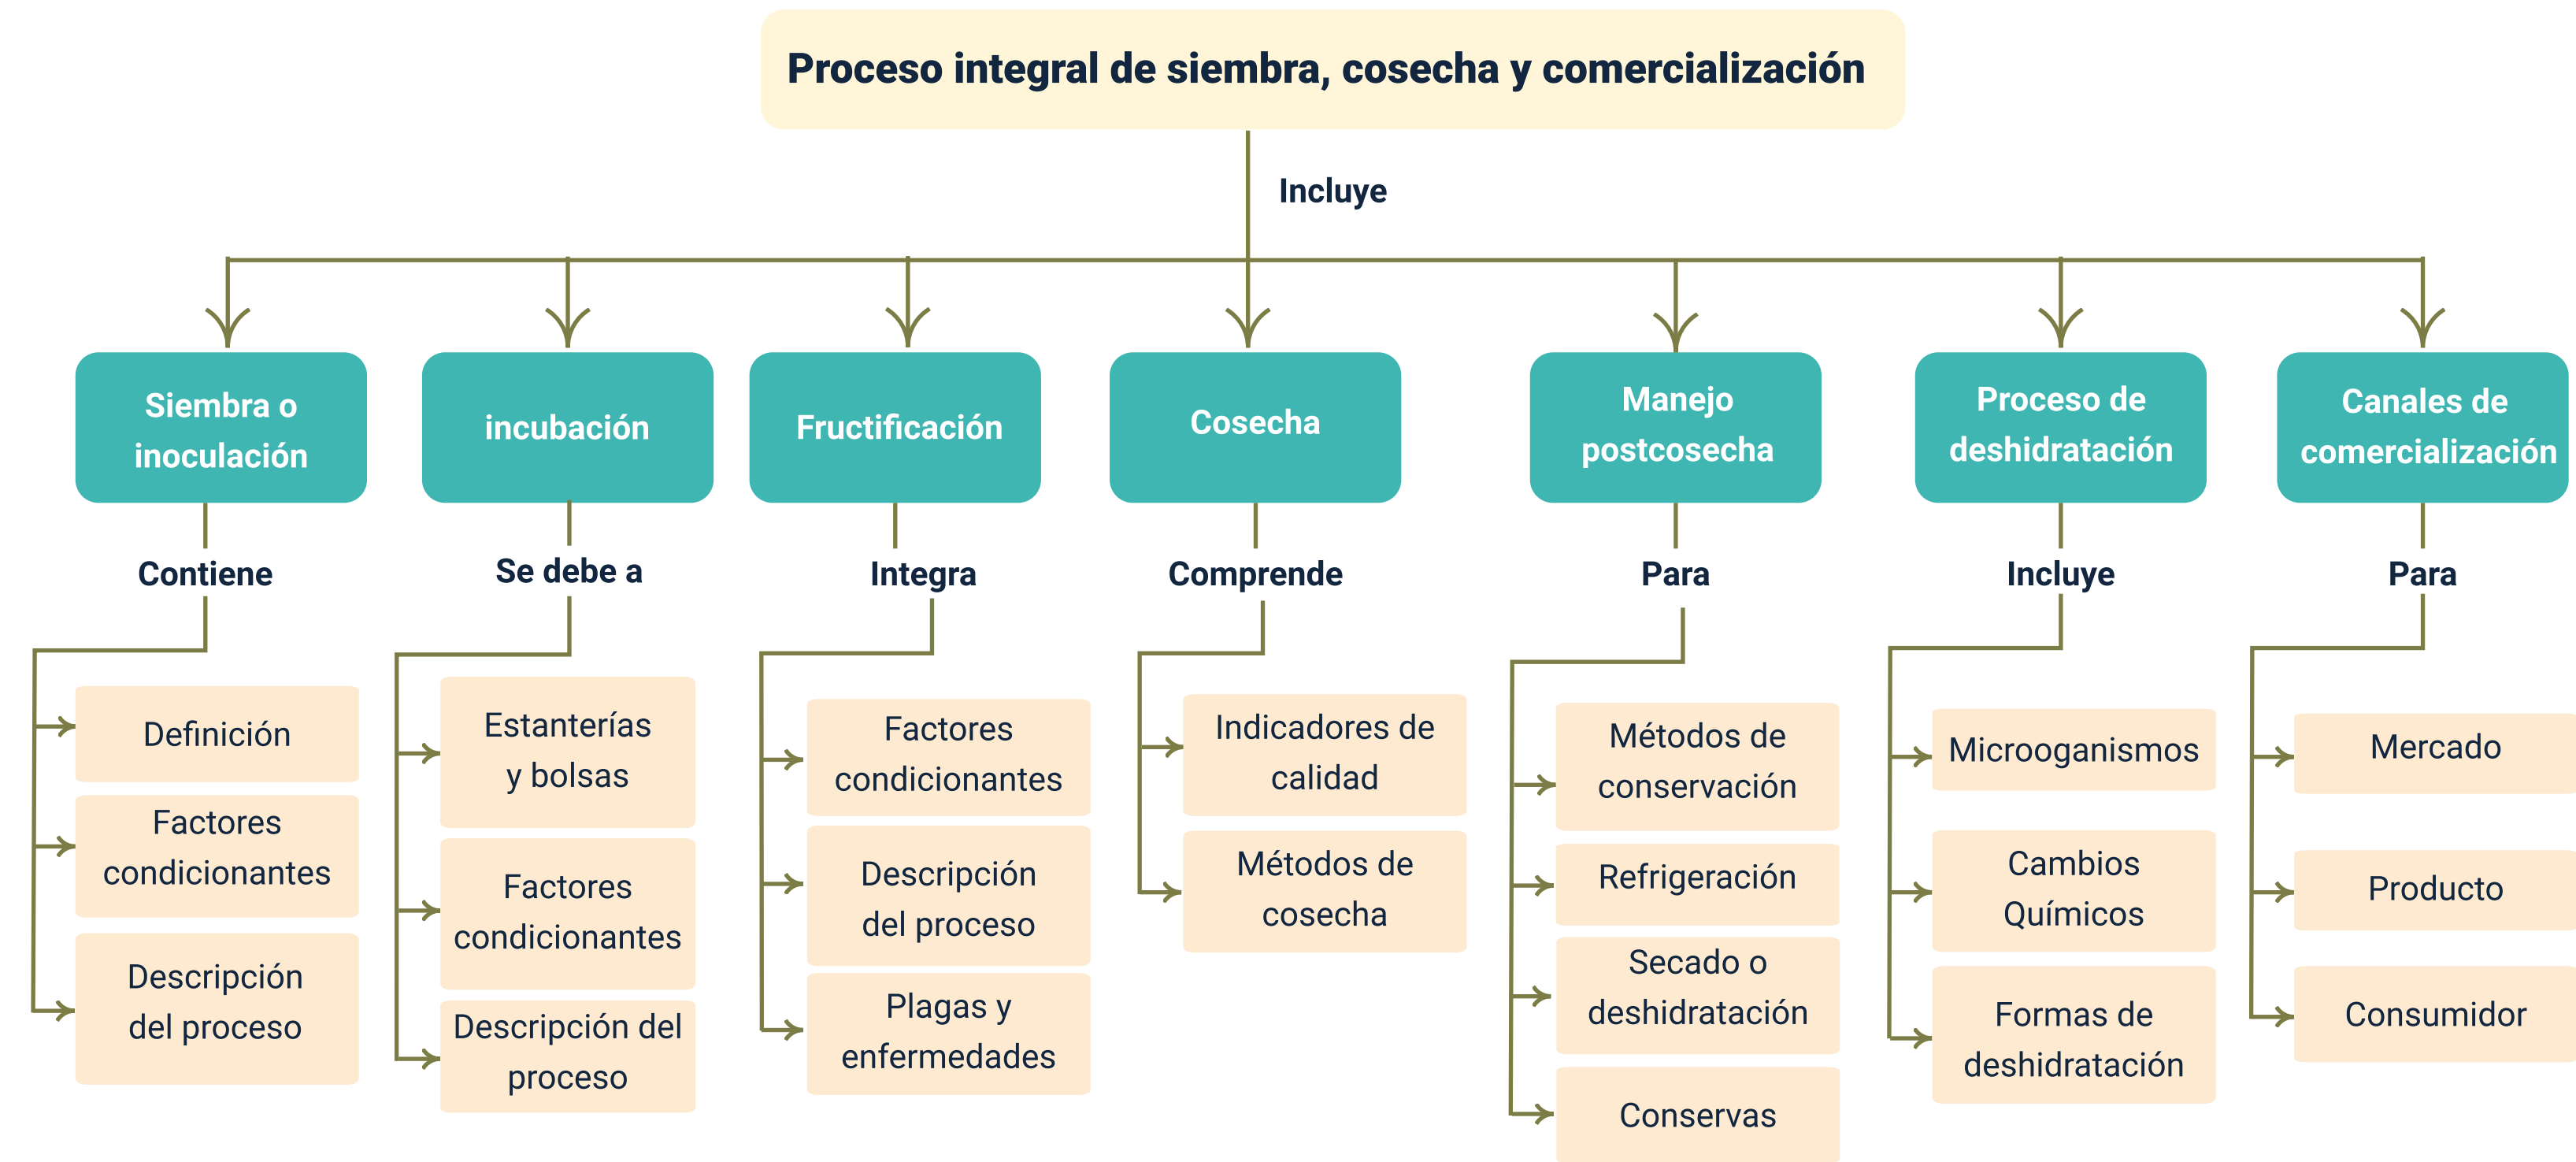 Proceso integral de siembra, cosecha y comercialización
Incluye
Siembra o
inoculación
Contiene
Definición
Factores
condicionantes
Descripción
del proceso
incubación
Se debe a
Estanterías
y bolsas
Factores
condicionantes
Descripción del
proceso
Fructificación
Integra
Factores
condicionantes
Descripción
del proceso
Plagas y
enfermedades
Cosecha
Comprende
Indicadores de
calidad
Métodos de
cosecha
Manejo
postcosecha
Para
Métodos de
conservación
Refrigeración
Secado o
deshidratación
Conservas
Proceso de
deshidratación
Incluye
Microoganismos
Cambios
Químicos
Formas de
deshidratación
Canales de
comercialización
Para
Mercado
Producto
Consumidor